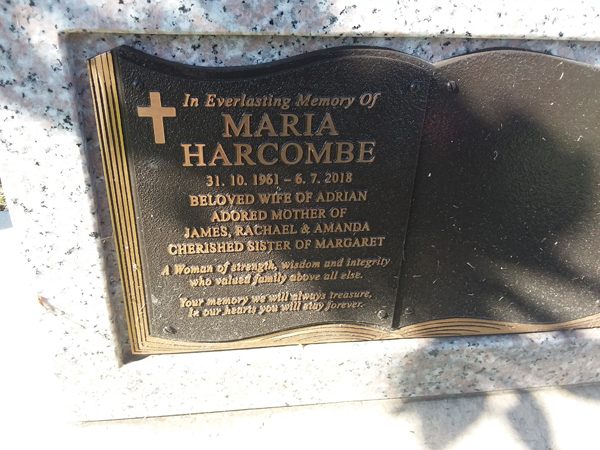 In Everlasting Memory Of
MARIA
HARCOMBE
31. 10. 1961 – 6. 7. 2018
BELOVED WIFE OF ADRIAN
ADORED MOTHER OF
JAMES, RACHAEL & AMANDA
CHERISHED SISTER OF MARGARET
A Woman of strength, wisdom and integrity
who valued family above all else.
Your memory we will always treasure,
In our hearts you will stay forever.